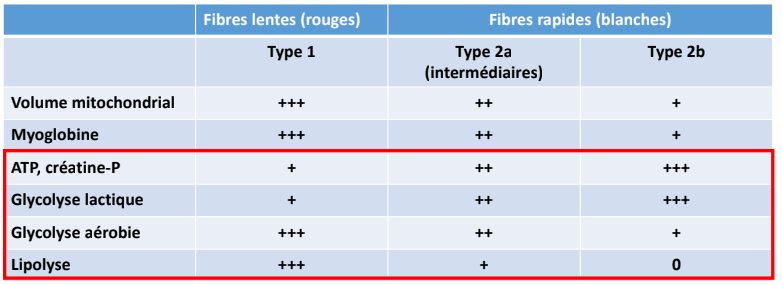 Fibres lentes (rouges) Fibres rapides (blanches)
Type 1 Type 2a (intermédiaires) Type 2b
Volume mitochondrial +++ ++ +
Myoglobine +++ ++ +
ATP, créatine-P + ++ +++
Glycolyse lactique + ++ +++
Glycolyse aérobie +++ ++ +
Lipolyse +++ + 0